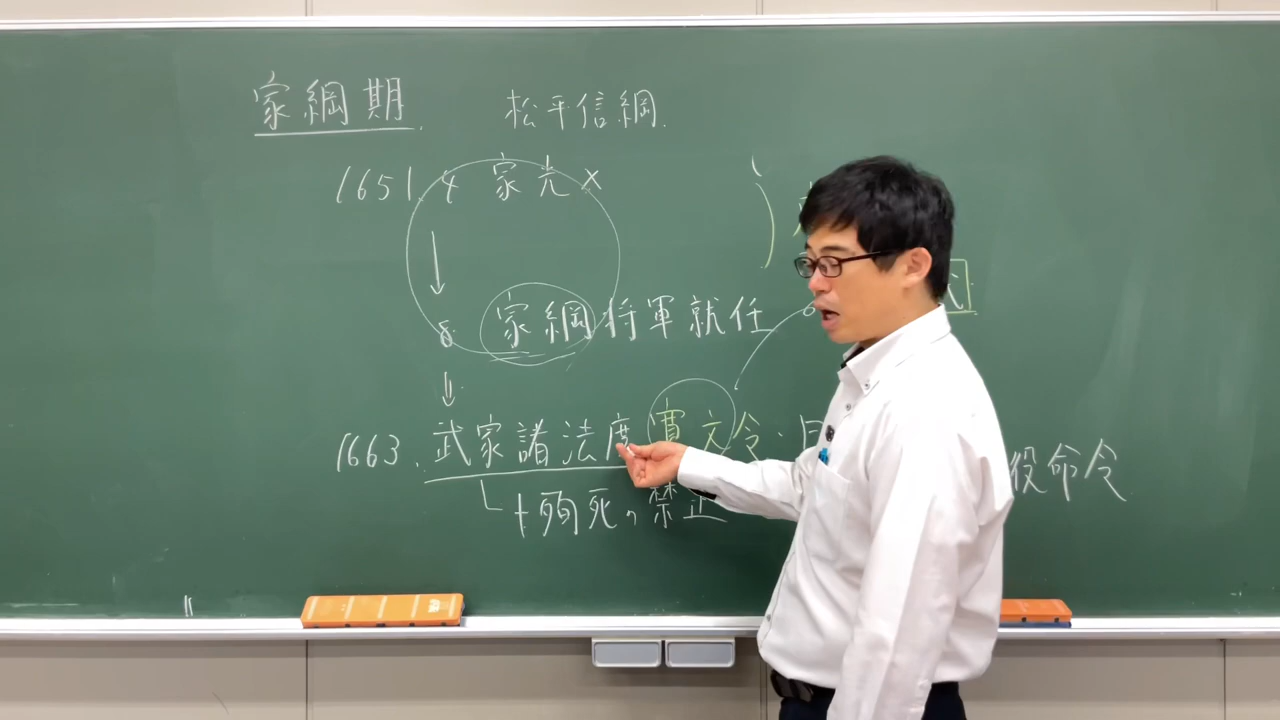 家綱期 松平信綱
1651.4 家光×
↓
8 家綱将軍就任
↓
1663.武家諸法度 寛文令・
役命令
└+殉死の禁止